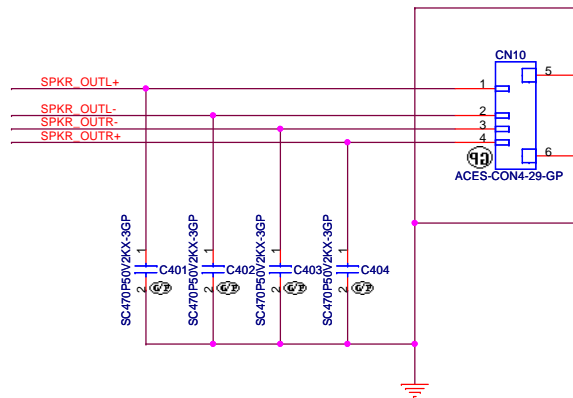 CN10
SPKR_OUTL+
1
5
SPKR_OUTL-
2
SPKR_OUTR-
3
SPKR_OUTR+
4
6
GP
ACES-CON4-29-GP
SC470P50V2KX-3GP
1
C401
2
G/P
SC470P50V2KX-3GP
1
C402
2
G/P
SC470P50V2KX-3GP
1
C403
2
G/P
SC470P50V2KX-3GP
1
C404
2
G/P